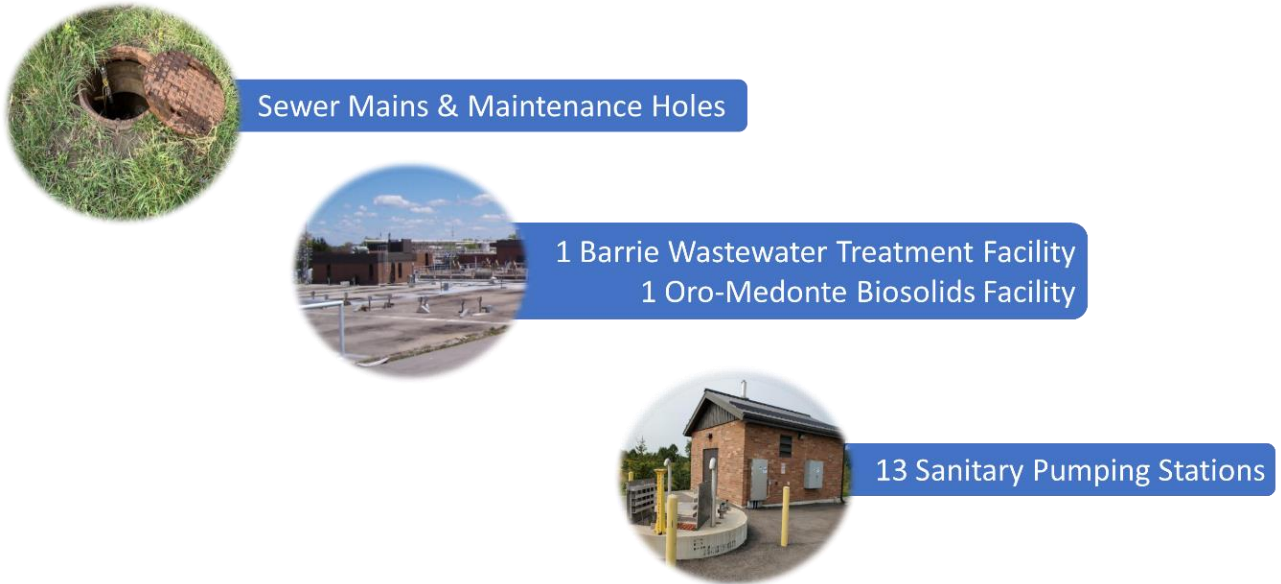 Sewer Mains & Maintenance Holes
1 Barrie Wastewater Treatment Facility
1 Oro-Medonte Biosolids Facility
13 Sanitary Pumping Stations